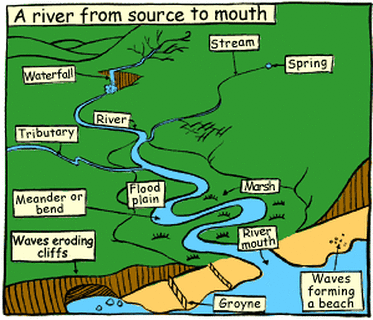 A river from source to mouth
Stream
Spring
Waterfall
River
Tributary
Flood
plain
Marsh
Meander or
bend
River
mouth
Waves eroding
cliffs
Waves
forming
a beach
Groyne